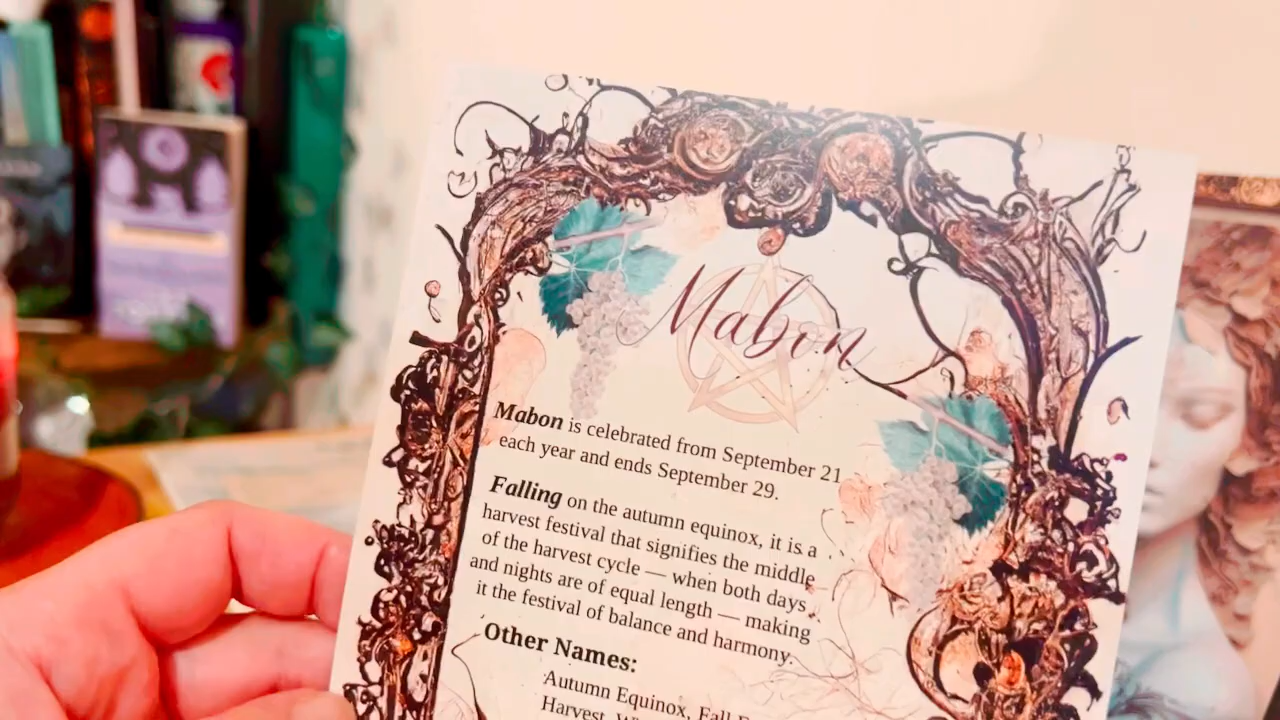 Mabon
Mabon is celebrated from September 21
each year and ends September 29.
Falling on the autumn equinox, it is a
harvest festival that signifies the middle
of the harvest cycle — when both days
and nights are of equal length — making
it the festival of balance and harmony.
Other Names:
Autumn Equinox, Fall
Harvest,